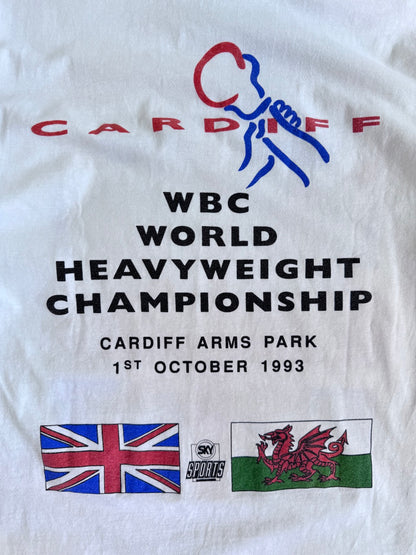 CARDIFF
WBC
WORLD
HEAVYWEIGHT
CHAMPIONSHIP
CARDIFF ARMS PARK
1ST OCTOBER 1993
SKY
SPORTS